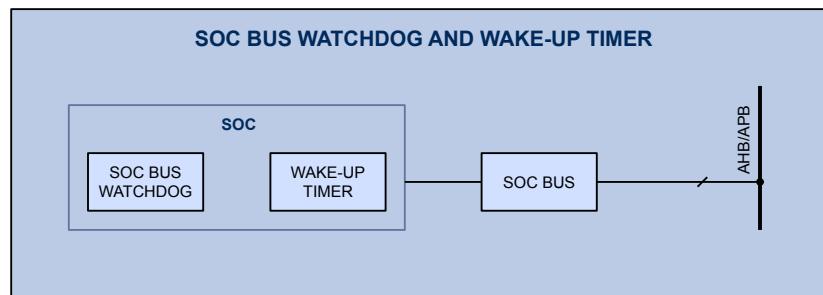 SOC BUS WATCHDOG AND WAKE-UP TIMER
SOC
SOC BUS
WATCHDOG
WAKE-UP
TIMER
SOC BUS
AHB/APB